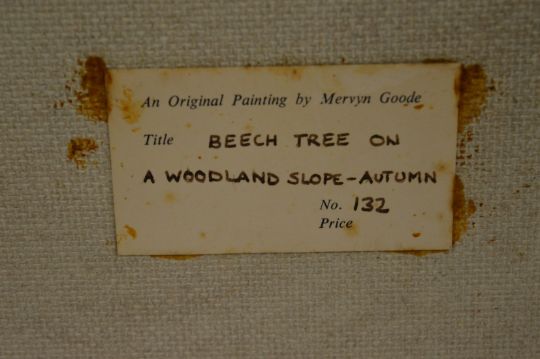 An Original Painting by Mervyn Goode
Title BEECH TREE ON
A WOODLAND SLOPE-AUTUMN
No. 132
Price